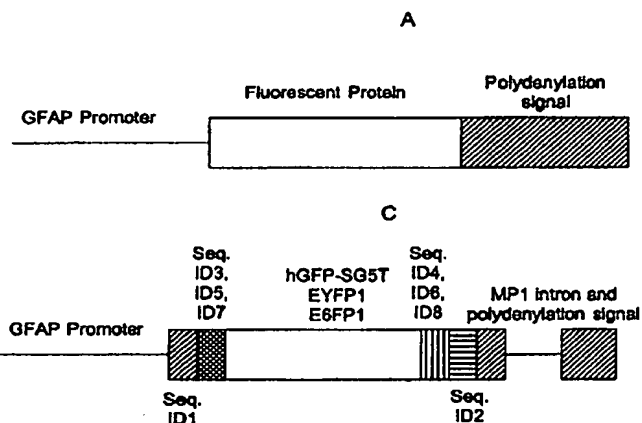 A
Fluorescent Protein
Polydenylation
signal
GFAP Promoter
C
Seq.
ID3,
ID5,
ID7
hGFP-SG5T
EYFP1
E6FP1
Seq.
ID4,
ID6,
ID8
MP1 intron and
polydenylation signal
GFAP Promoter
Seq.
ID1
Seq.
ID2